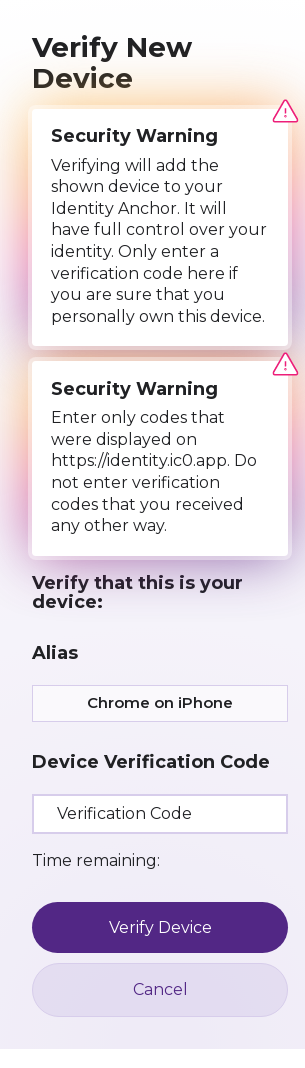 Verify New
Device
Security Warning
Verifying will add the
shown device to your
Identity Anchor. It will
have full control over your
identity. Only enter a
verification code here if
you are sure that you
personally own this device.
Security Warning
Enter only codes that
were displayed on
https://identity.ic0.app. Do
not enter verification
codes that you received
any other way.
Verify that this is your
device:
Alias
Chrome on iPhone
Device Verification Code
Verification Code
Time remaining:
Verify Device
Cancel